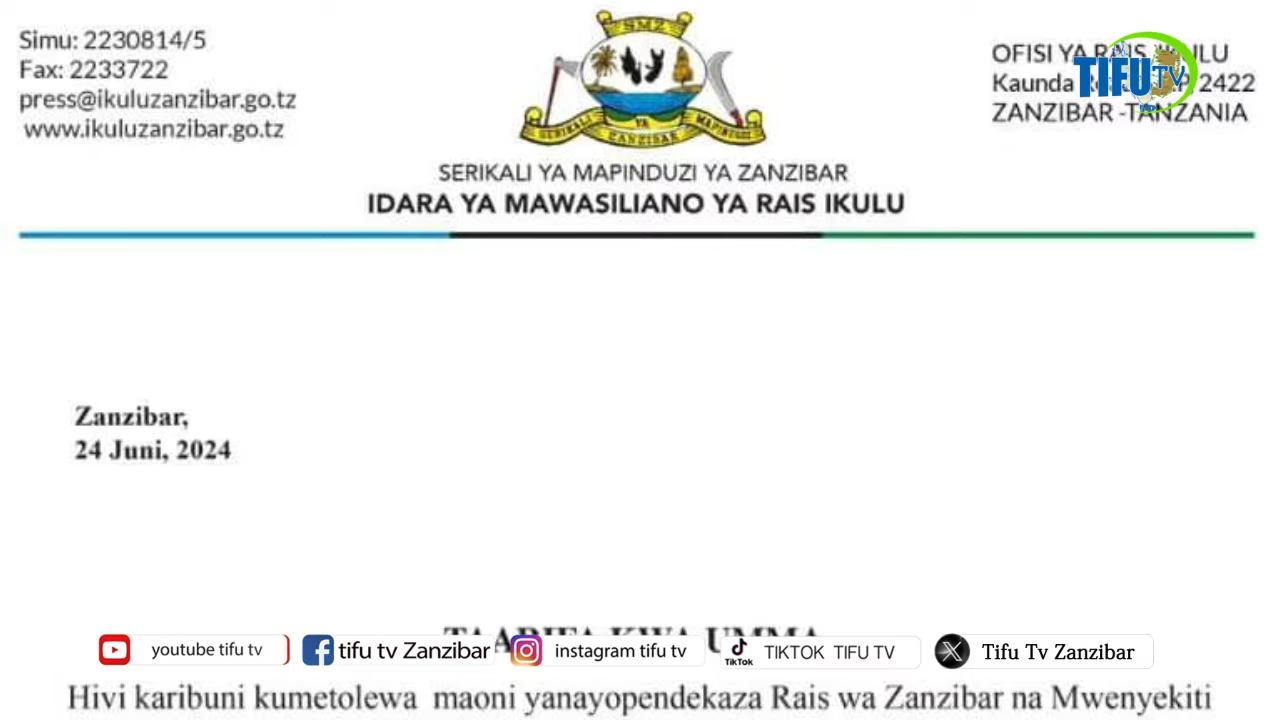 Simu: 2230814/5
Fax: 2233722
press@ikuluzanzibar.go.tz
www.ikuluzanzibar.go.tz
SMZ
SERIKALI YA MAPINDUZI
ZANZIBAR
OFISI YA RAIS IKULU
Kaunda 2422
ZANZIBAR -TANZANIA
TIFU TV
SERIKALI YA MAPINDUZI YA ZANZIBAR
IDARA YA MAWASILIANO YA RAIS IKULU
Zanzibar,
24 Juni, 2024
TAARIFA KWA UMMA
youtube tifu tv
tifu tv Zanzibar
instagram tifu tv
TikTok
TIKTOK TIFU TV
Tifu Tv Zanzibar
Hivi karibuni kumetolewa maoni yanayopendekaza Rais wa Zanzibar na Mwenyekiti